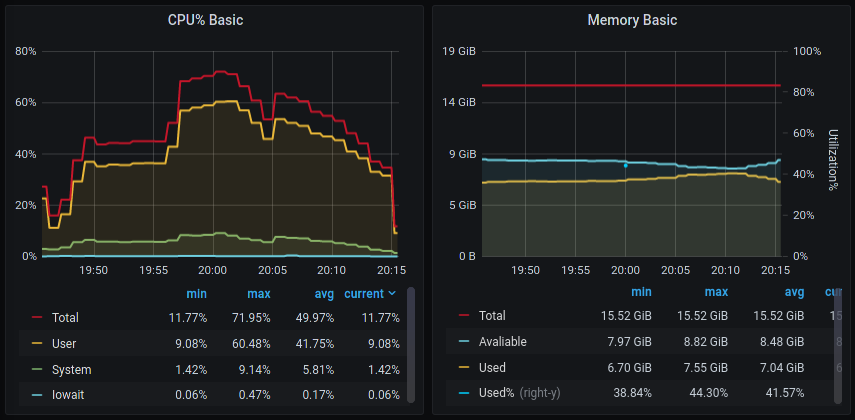 CPU% Basic
80%
60%
40%
20%
0%
19:50 19:55 20:00 20:05 20:10 20:15
min max avg current
Total 11.77% 71.95% 49.97% 11.77%
User 9.08% 60.48% 41.75% 9.08%
System 1.42% 9.14% 5.81% 1.42%
Iowait 0.06% 0.47% 0.17% 0.06%
Memory Basic
19 GiB 100%
14 GiB 80%
9 GiB 60%
5 GiB 40%
0 B 20%
0%
Utilization%
19:50 19:55 20:00 20:05 20:10 20:15
min max avg cur
Total 15.52 GiB 15.52 GiB 15.52 GiB 15
Avaliable 7.97 GiB 8.82 GiB 8.48 GiB 8
Used 6.70 GiB 7.55 GiB 7.04 GiB 6
Used% (right-y) 38.84% 44.30% 41.57%